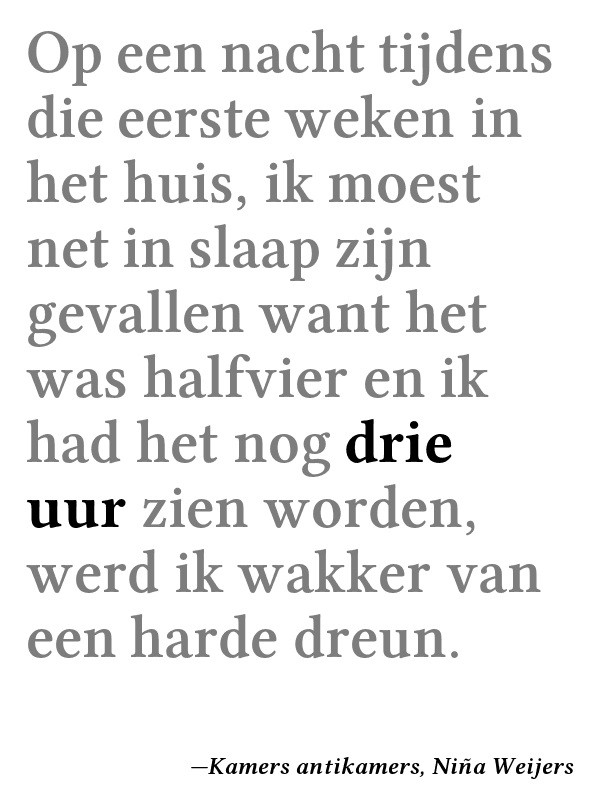 Op een nacht tijdens
die eerste weken in
het huis, ik moest
net in slaap zijn
gevallen want het
was halfvier en ik
had het nog drie
uur zien worden,
werd ik wakker van
een harde dreun.
—Kamers antikamers, Niña Weijers